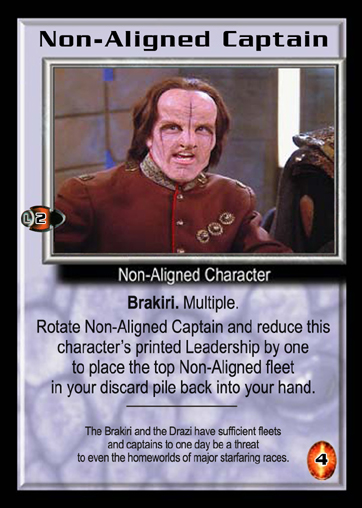 Non-Aligned Captain
L 2
Non-Aligned Character
Brakiri. Multiple.
Rotate Non-Aligned Captain and reduce this
character's printed Leadership by one
to place the top Non-Aligned fleet
in your discard pile back into your hand.
The Brakiri and the Drazi have sufficient fleets
and captains to one day be a threat
to even the homeworlds of major starfaring races.
4